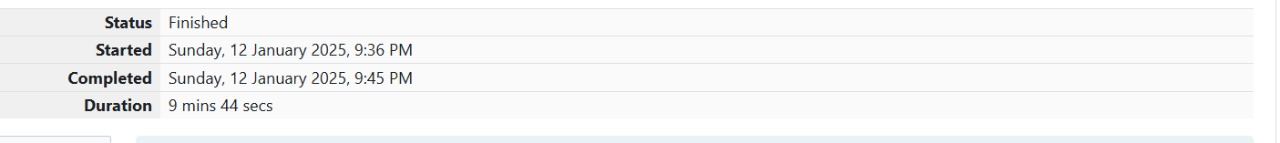 Status Finished
Started Sunday, 12 January 2025, 9:36 PM
Completed Sunday, 12 January 2025, 9:45 PM
Duration 9 mins 44 secs